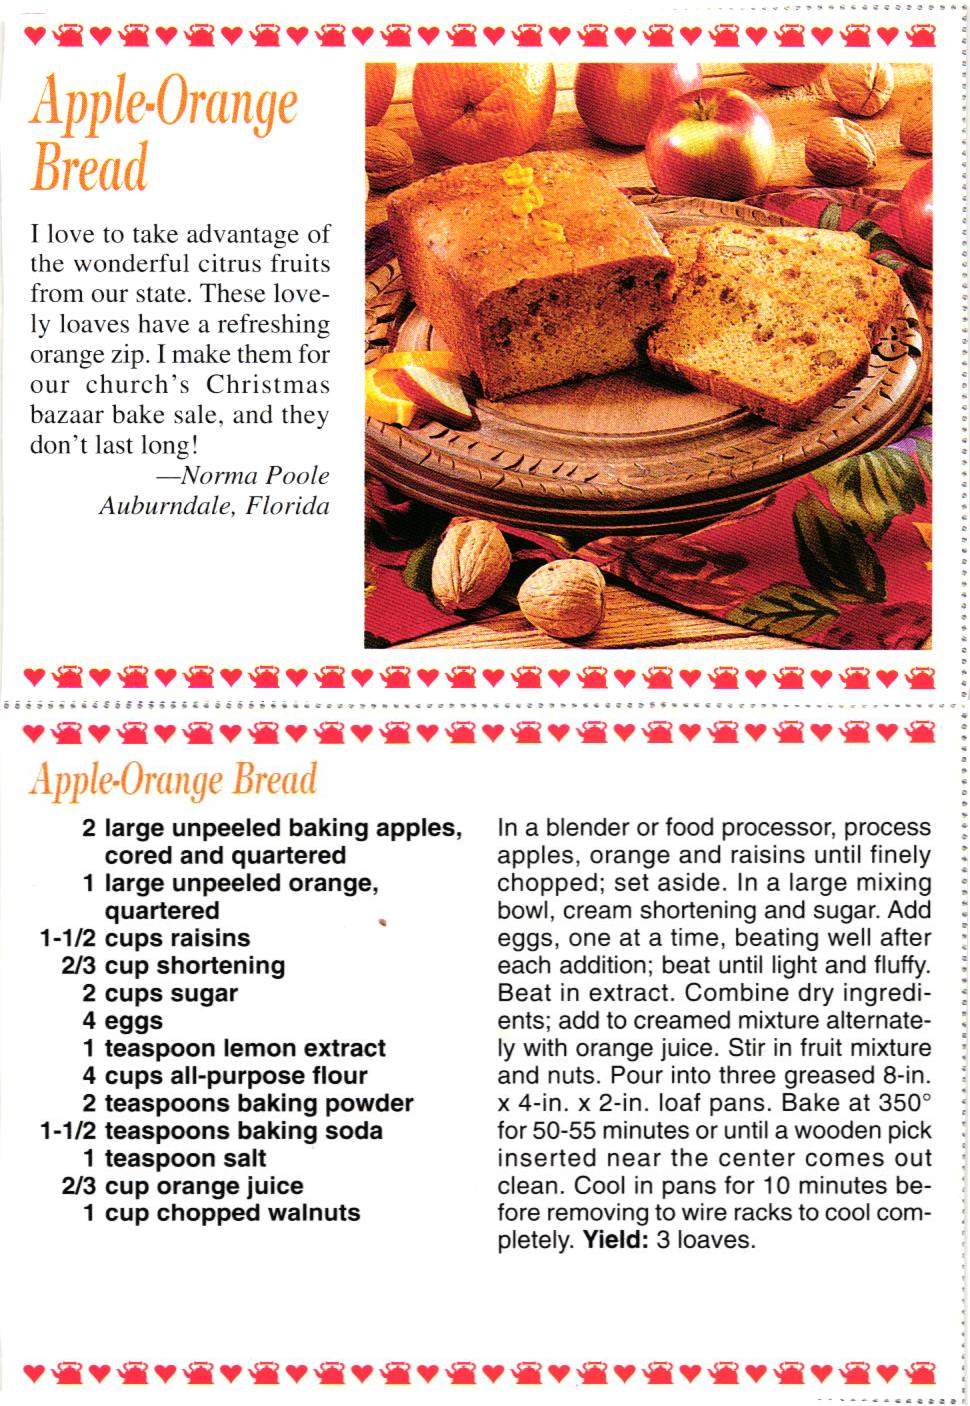 Apple-Orange
Bread
I love to take advantage of
the wonderful citrus fruits
from our state. These love-
ly loaves have a refreshing
orange zip. I make them for
our church's Christmas
bazaar bake sale, and they
don't last long!
—Norma Poole
Auburndale, Florida
Apple-Orange Bread
2 large unpeeled baking apples,
cored and quartered
1 large unpeeled orange,
quartered
1-1/2 cups raisins
2/3 cup shortening
2 cups sugar
4 eggs
1 teaspoon lemon extract
4 cups all-purpose flour
2 teaspoons baking powder
1-1/2 teaspoons baking soda
1 teaspoon salt
2/3 cup orange juice
1 cup chopped walnuts
In a blender or food processor, process
apples, orange and raisins until finely
chopped; set aside. In a large mixing
bowl, cream shortening and sugar. Add
eggs, one at a time, beating well after
each addition; beat until light and fluffy.
Beat in extract. Combine dry ingredi-
ents; add to creamed mixture alternate-
ly with orange juice. Stir in fruit mixture
and nuts. Pour into three greased 8-in.
x 4-in. x 2-in. loaf pans. Bake at 350°
for 50-55 minutes or until a wooden pick
inserted near the center comes out
clean. Cool in pans for 10 minutes be-
fore removing to wire racks to cool com-
pletely. Yield: 3 loaves.